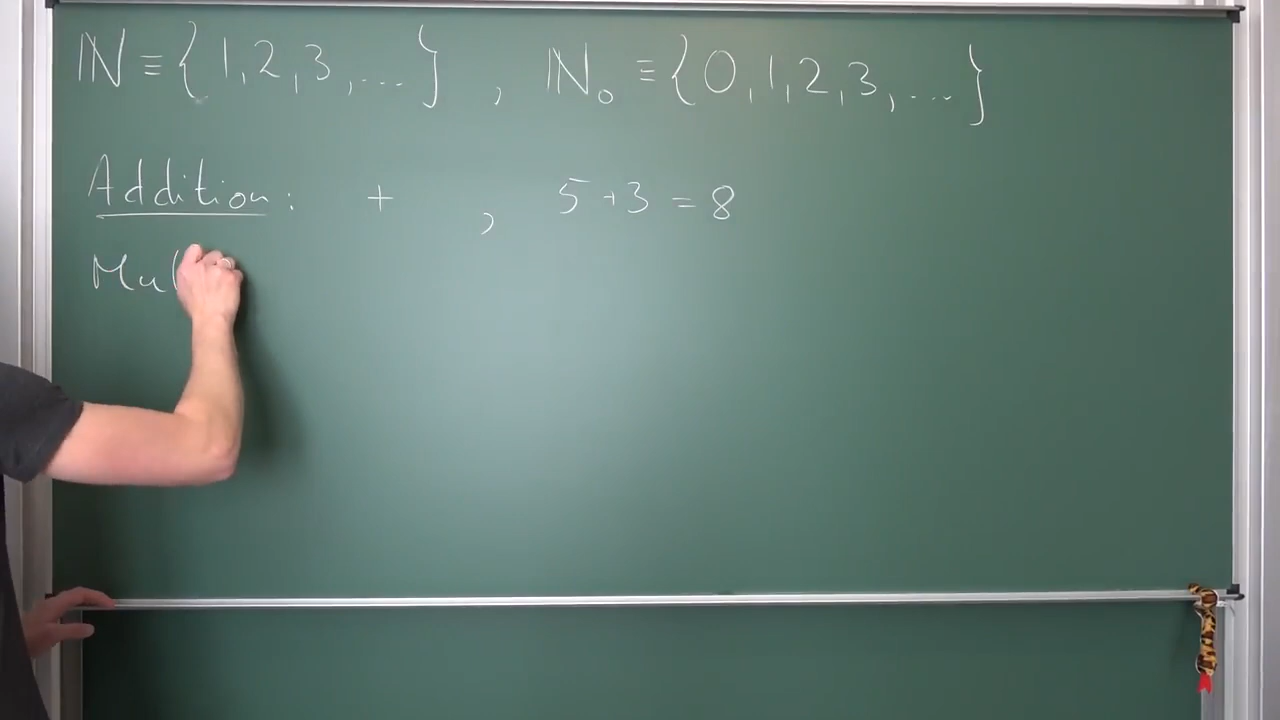 ℕ ≡ {1, 2, 3, ...}, ℕ₀ ≡ {0, 1, 2, 3, ...}
Addition: + , 5 + 3 = 8
Mul